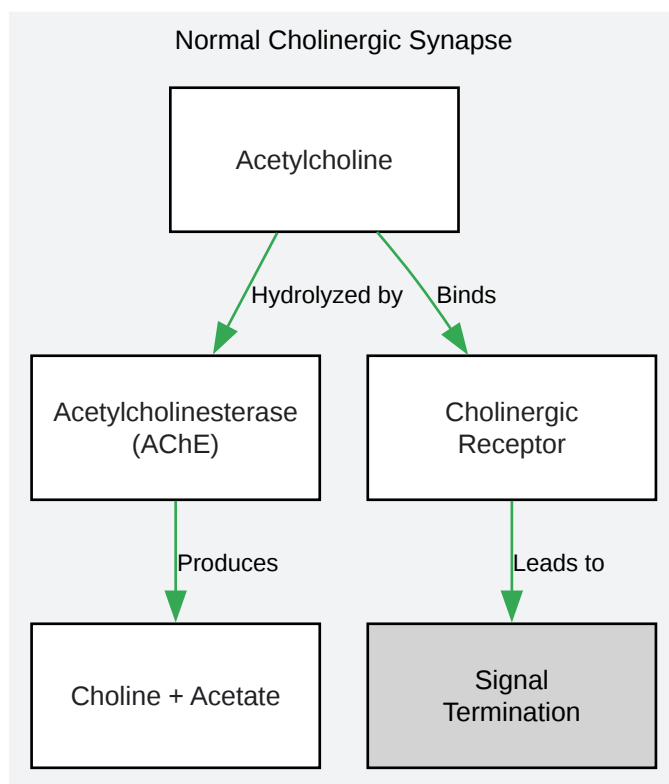 Normal Cholinergic Synapse
Acetylcholine
Hydrolyzed by
Binds
Acetylcholinesterase
(AChE)
Cholinergic
Receptor
Produces
Leads to
Choline + Acetate
Signal
Termination